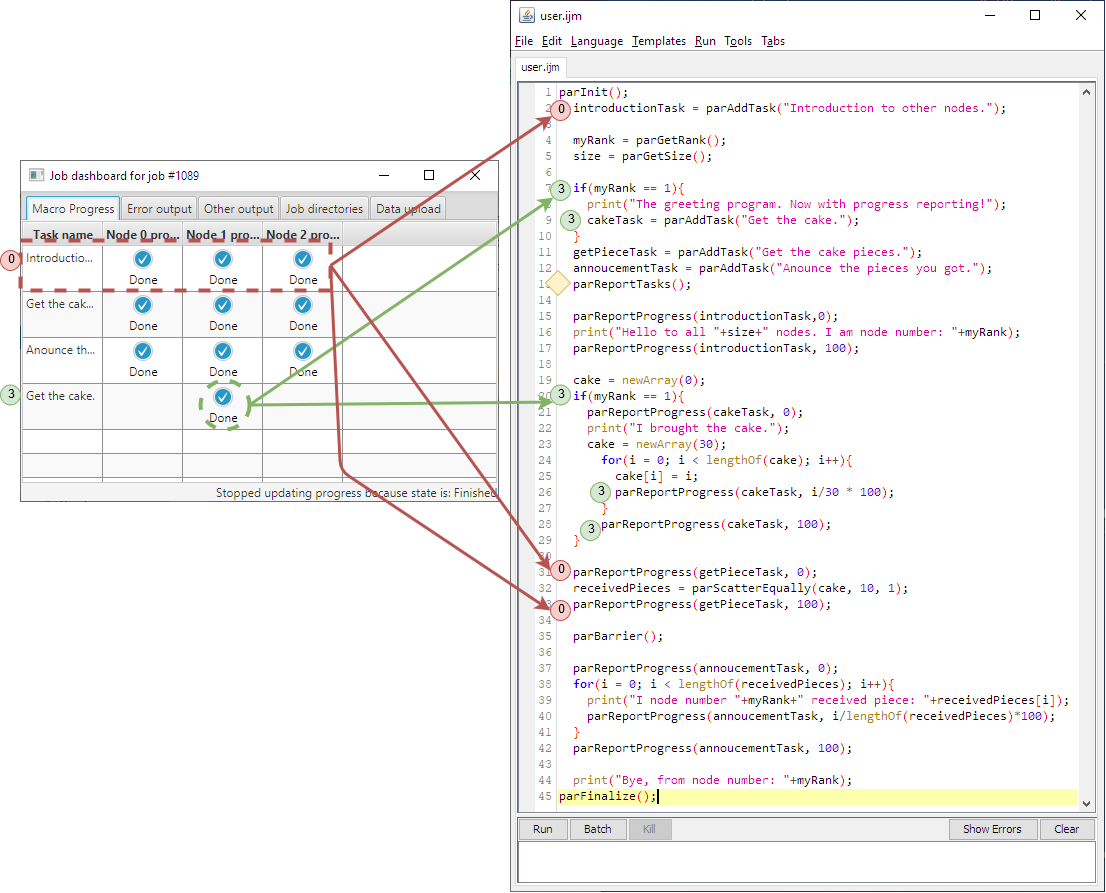 Job dashboard for job #1089
Macro Progress Error output Other output Job directories Data upload
Task name Node 0 pro... Node 1 pro... Node 2 pro...
0 Introductio...
Done Done Done
Get the cak...
Done Done Done
Anounce th...
Done Done Done
3 Get the cake.
Done
Stopped updating progress because state is: Finished
user.ijm
File Edit Language Templates Run Tools Tabs
user.ijm
1 parInit();
2 0 introductionTask = parAddTask("Introduction to other nodes.");
3
4 myRank = parGetRank();
5 size = parGetSize();
6
7 3 if(myRank == 1){
8 print("The greeting program. Now with progress reporting!");
9 3 cakeTask = parAddTask("Get the cake.");
10 }
11 getPieceTask = parAddTask("Get the cake pieces.");
12 annoucementTask = parAddTask("Anounce the pieces you got.");
parReportTasks();
14
15 parReportProgress(introductionTask,0);
16 print("Hello to all "+size+" nodes. I am node number: "+myRank);
17 parReportProgress(introductionTask, 100);
18
19 cake = newArray(0);
20 3 if(myRank == 1){
21 parReportProgress(cakeTask, 0);
22 print("I brought the cake.");
23 cake = newArray(30);
24 for(i = 0; i < lengthOf(cake); i++){
25 cake[i] = i;
26 3 parReportProgress(cakeTask, i/30 * 100);
27 }
28 3 parReportProgress(cakeTask, 100);
29 }
30
31 0 parReportProgress(getPieceTask, 0);
32 receivedPieces = parScatterEqually(cake, 10, 1);
33 0 parReportProgress(getPieceTask, 100);
34
35 parBarrier();
36
37 parReportProgress(annoucementTask, 0);
38 for(i = 0; i < lengthOf(receivedPieces); i++){
39 print("I node number "+myRank+" received piece: "+receivedPieces[i]);
40 parReportProgress(annoucementTask, i/lengthOf(receivedPieces)*100);
41 }
42 parReportProgress(annoucementTask, 100);
43
44 print("Bye, from node number: "+myRank);
45 parFinalize();
Run Batch Kill Show Errors Clear